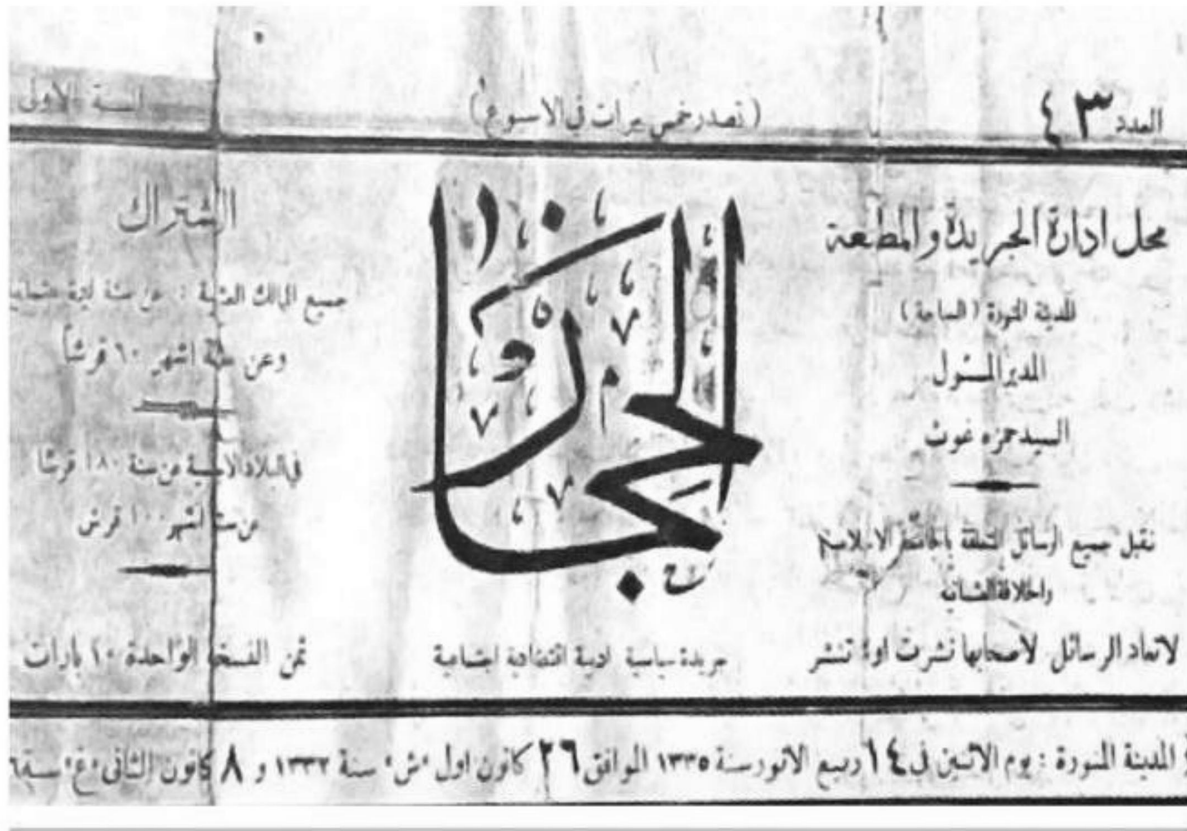 العدد ٤٣
(تصدر خمس مرات في الاسبوع)
السنة الاولى
محل ادارة الجريدة والمطبعة
المدينة المنورة (الساحة)
المدير المسئول
السيد حمزه غوث
تقبل جميع الرسائل المتعلقة بالجامعة الاسلامية
والخلافة العثمانية
لا تعاد الرسائل لاصحابها نشرت او لم تنشر
الحجاز
جريدة سياسية ادبية اقتصادية اجتماعية
الاشتراك
جميع الممالك العثمانية : عن سنة
وعن ستة اشهر ٦٠ قرشاً
في البلاد الاجنبية عن سنة ١٨٠ قرشا
عن ستة اشهر ١٠٠ قرش
ثمن النسخة الواحدة ١٠ بارات
المدينة المنورة : يوم الاثنين في ١٤ ربيع الانور سنة ١٣٣٥ الموافق ٢٦ كانون اول "ش" سنة ١٣٣٢ و ٨ كانون الثاني "غ" سنة